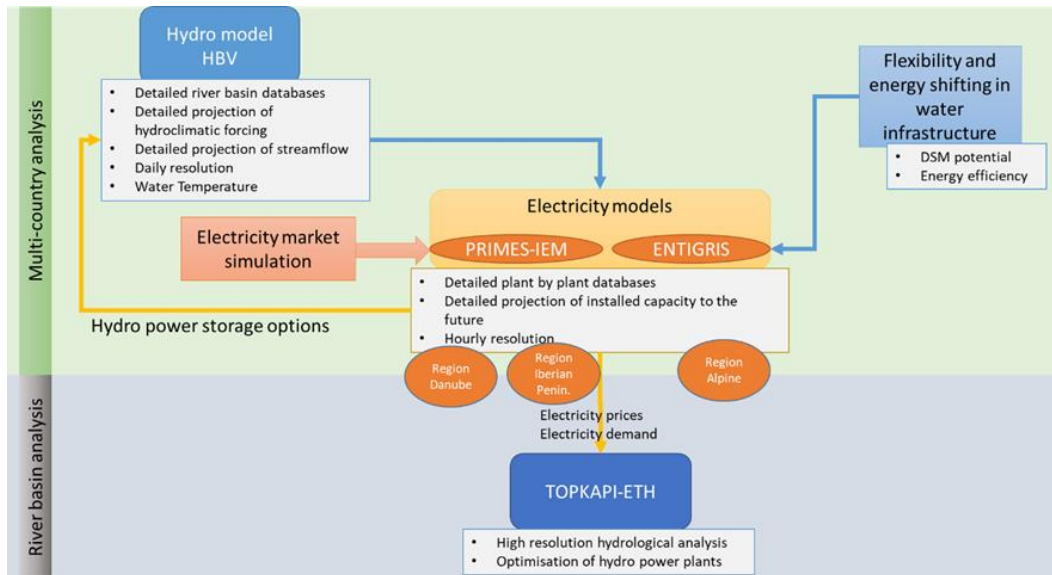 Multi-country analysis
Hydro model
HBV
• Detailed river basin databases
• Detailed projection of
hydroclimatic forcing
• Detailed projection of streamflow
• Daily resolution
• Water Temperature
Flexibility and
energy shifting in
water
infrastructure
• DSM potential
• Energy efficiency
Electricity market
simulation
Electricity models
PRIMES-IEM
ENTIGRIS
• Detailed plant by plant databases
• Detailed projection of installed capacity to the
future
• Hourly resolution
Hydro power storage options
Region
Danube
Region
Iberian
Penin.
Region
Alpine
River basin analysis
Electricity prices
Electricity demand
TOPKAPI-ETH
• High resolution hydrological analysis
• Optimisation of hydro power plants